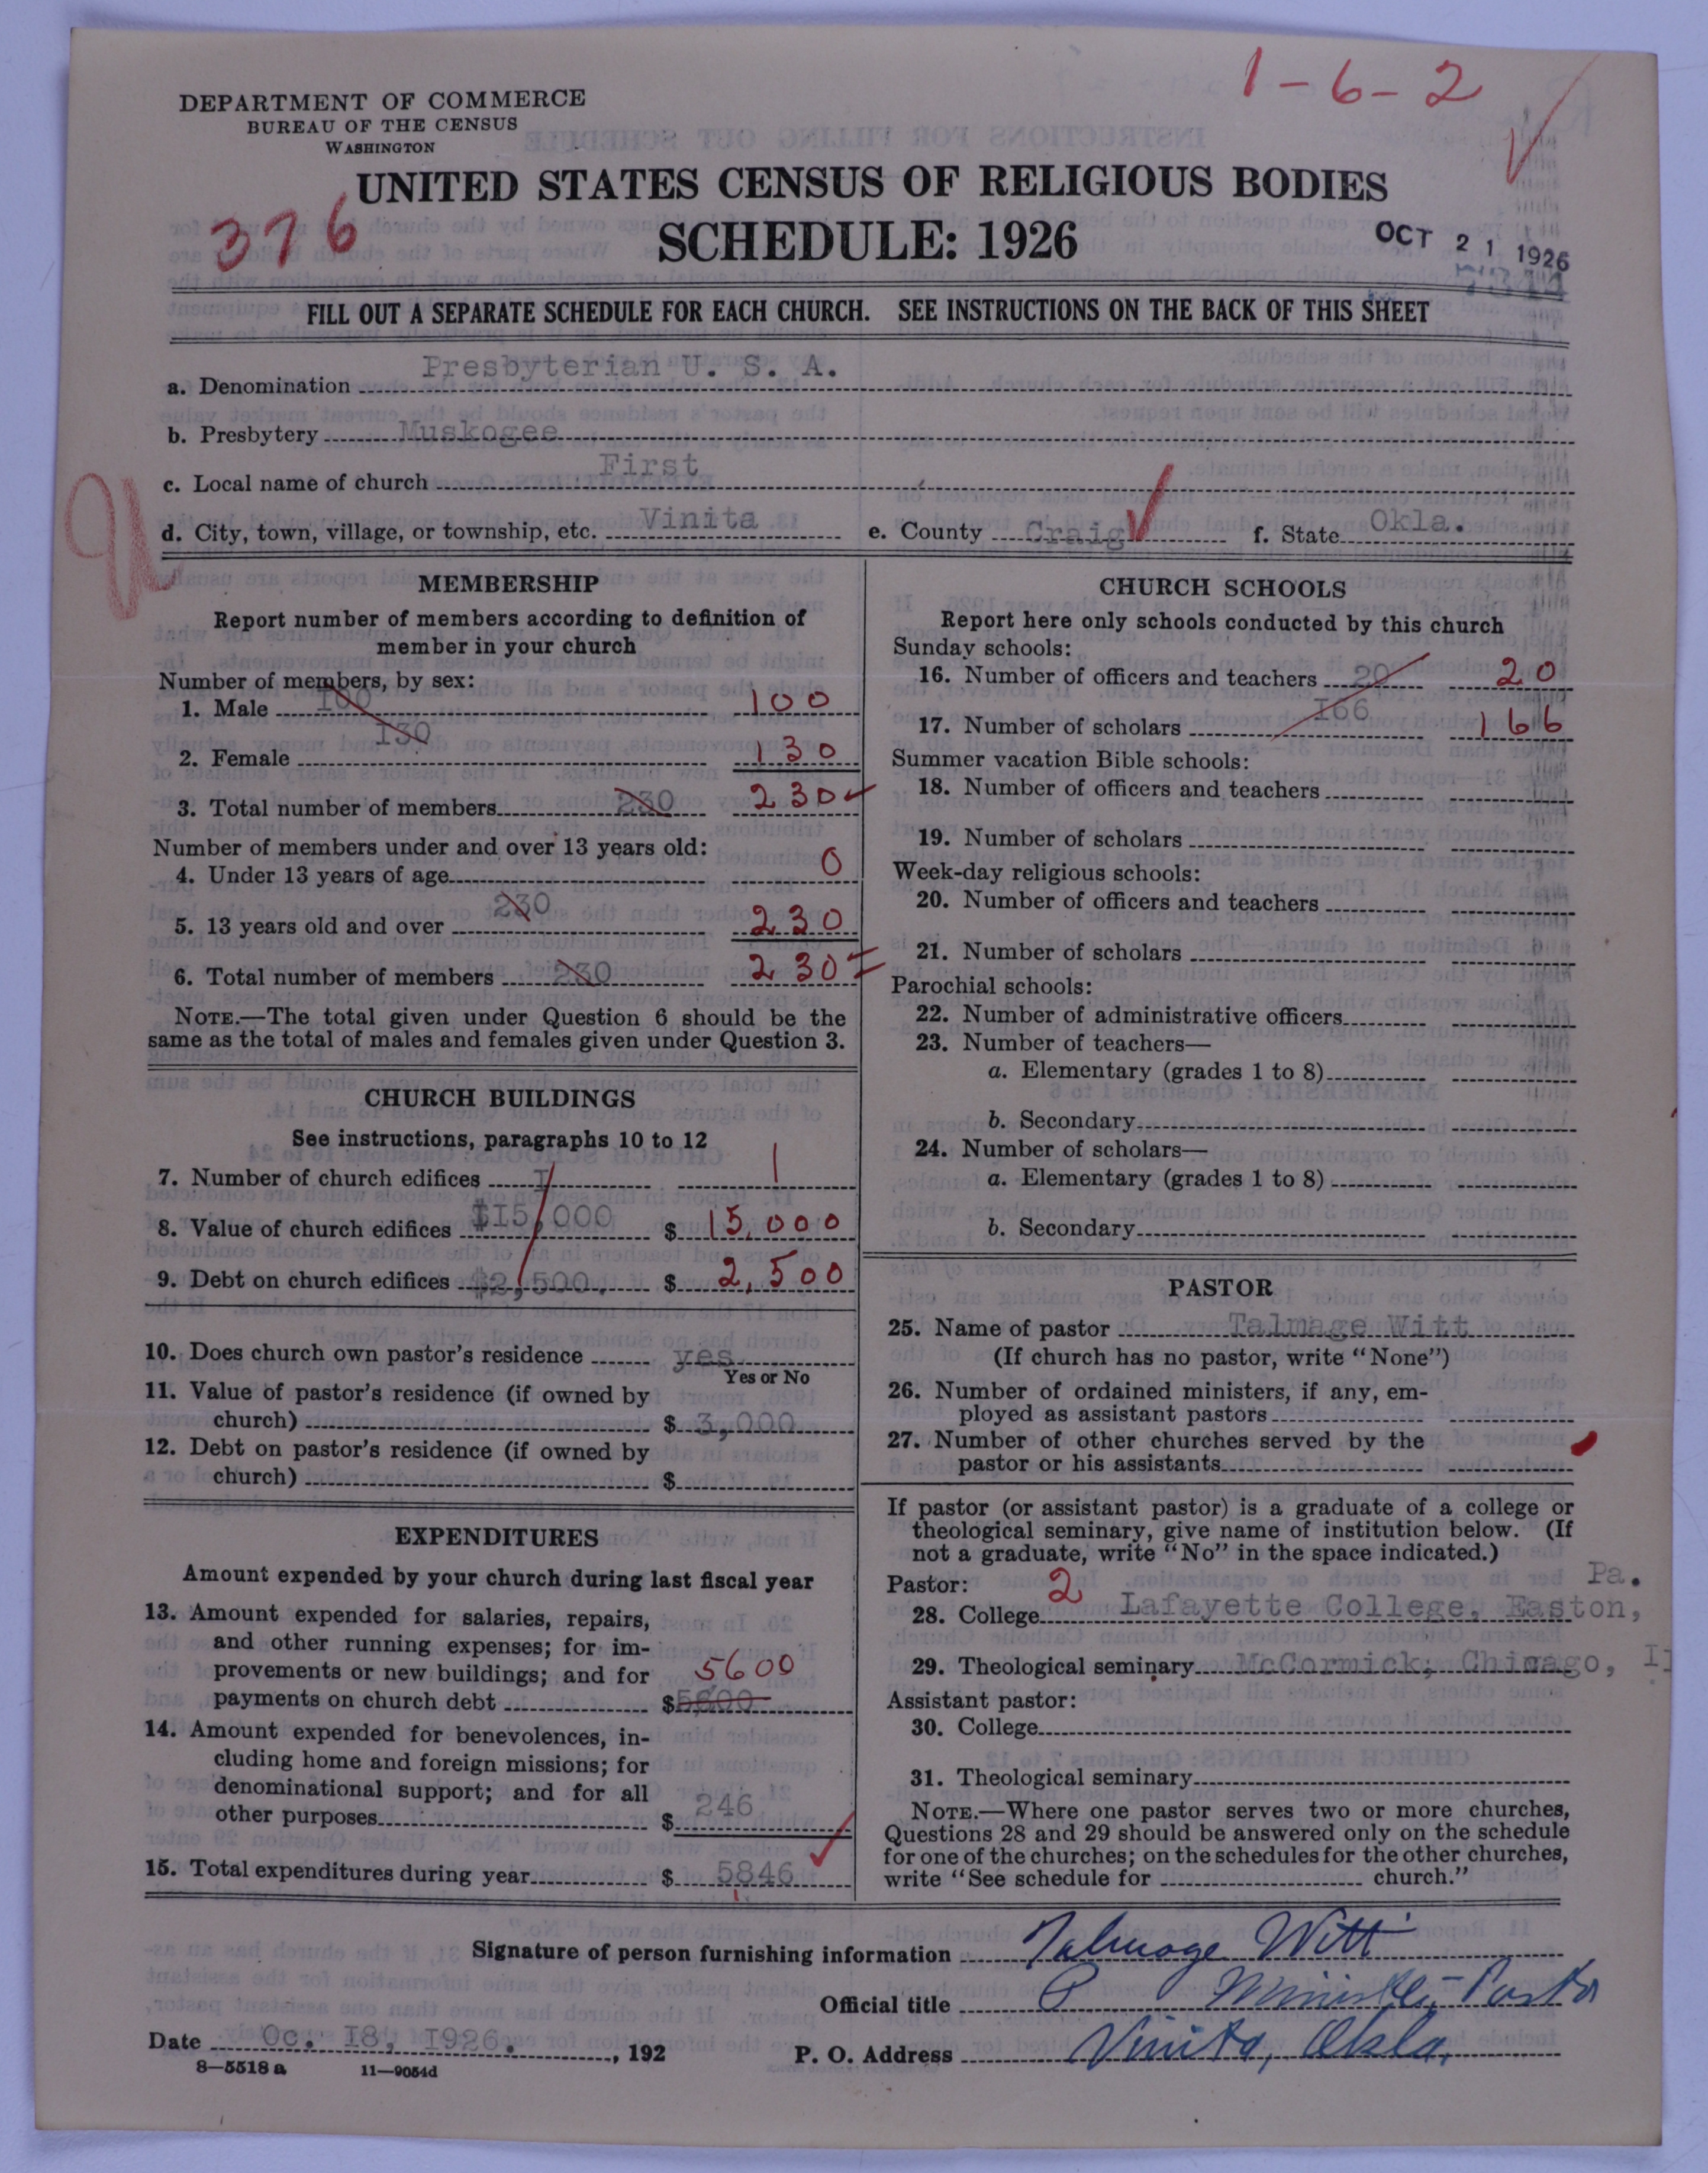 1-6-2
DEPARTMENT OF COMMERCE
BUREAU OF THE CENSUS
WASHINGTON
UNITED STATES CENSUS OF RELIGIOUS BODIES
376
SCHEDULE: 1926
OCT 21 1926
FILL OUT A SEPARATE SCHEDULE FOR EACH CHURCH. SEE INSTRUCTIONS ON THE BACK OF THIS SHEET
a. Denomination Presbyterian U. S. A.
b. Presbytery Muskogee
c. Local name of church First
d. City, town, village, or township, etc. Vinita e. County Craig f. State Okla.
MEMBERSHIP
Report number of members according to definition of
member in your church
Number of members, by sex:
1. Male 100 100
2. Female 130 130
3. Total number of members 230 230
Number of members under and over 13 years old:
4. Under 13 years of age 0
5. 13 years old and over 230 230
6. Total number of members 230 230
NOTE.—The total given under Question 6 should be the
same as the total of males and females given under Question 3.
CHURCH BUILDINGS
See instructions, paragraphs 10 to 12
7. Number of church edifices I 1
8. Value of church edifices $I5,000 $ 15,000
9. Debt on church edifices $2,500. $ 2,500
10. Does church own pastor's residence yes
Yes or No
11. Value of pastor's residence (if owned by
church) $ 3,000
12. Debt on pastor's residence (if owned by
church) $
EXPENDITURES
Amount expended by your church during last fiscal year
13. Amount expended for salaries, repairs,
and other running expenses; for im-
provements or new buildings; and for 5600
payments on church debt $5600
14. Amount expended for benevolences, in-
cluding home and foreign missions; for
denominational support; and for all
other purposes $ 246
15. Total expenditures during year $ 5846
CHURCH SCHOOLS
Report here only schools conducted by this church
Sunday schools:
16. Number of officers and teachers 20 20
17. Number of scholars I66 166
Summer vacation Bible schools:
18. Number of officers and teachers
19. Number of scholars
Week-day religious schools:
20. Number of officers and teachers
21. Number of scholars
Parochial schools:
22. Number of administrative officers
23. Number of teachers—
a. Elementary (grades 1 to 8)
b. Secondary
24. Number of scholars—
a. Elementary (grades 1 to 8)
b. Secondary
PASTOR
25. Name of pastor Talmage Witt
(If church has no pastor, write "None")
26. Number of ordained ministers, if any, em-
ployed as assistant pastors
27. Number of other churches served by the
pastor or his assistants
If pastor (or assistant pastor) is a graduate of a college or
theological seminary, give name of institution below. (If
not a graduate, write "No" in the space indicated.)
Pastor: 2 Pa.
28. College Lafayette College, Easton,
29. Theological seminary McCormick, Chicago, Il
Assistant pastor:
30. College
31. Theological seminary
NOTE.—Where one pastor serves two or more churches,
Questions 28 and 29 should be answered only on the schedule
for one of the churches; on the schedules for the other churches,
write "See schedule for church."
Signature of person furnishing information Talmage Witt
Official title Minister-Pastor
Date Oc. I8, I926. , 192
P. O. Address Vinita, Okla.
8—5518 a 11—9054d